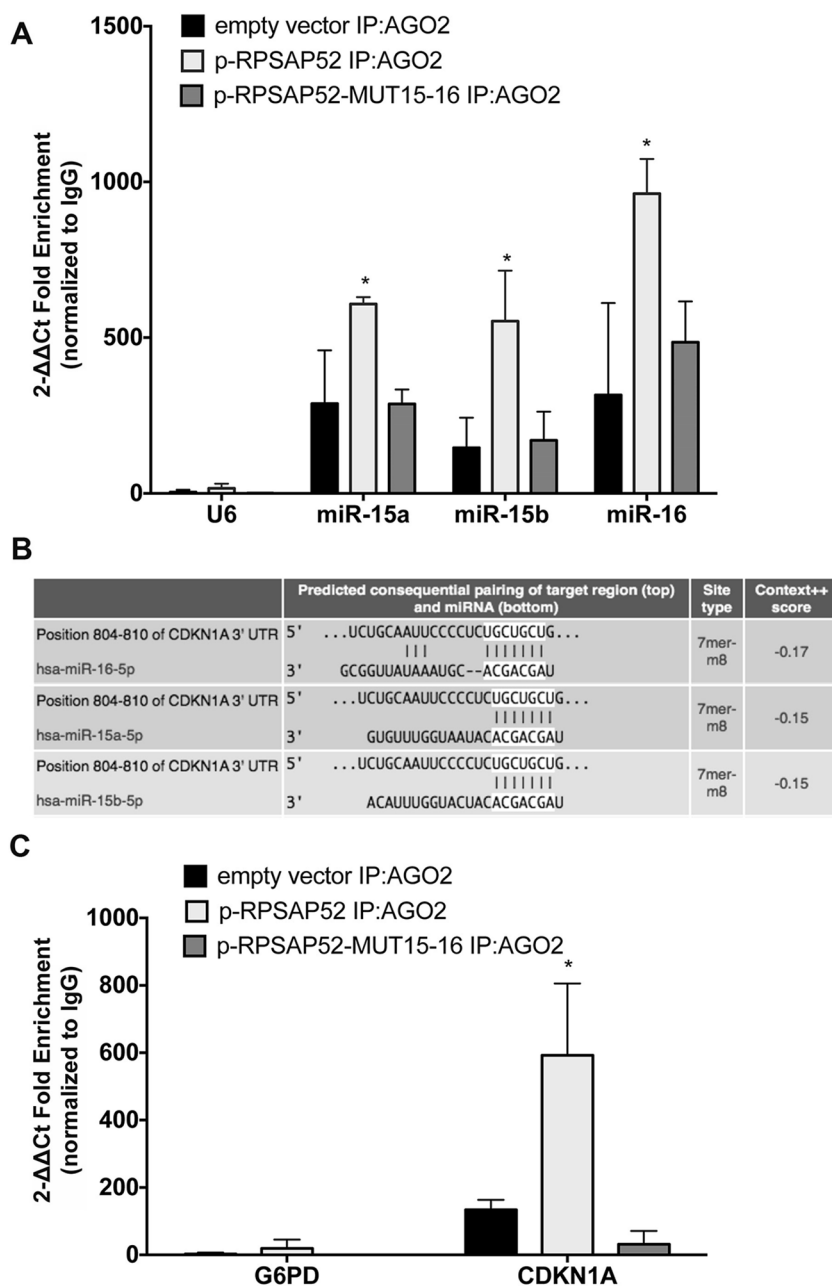 A
1500
1000
500
0
2-ΔΔCt Fold Enrichment
(normalized to IgG)
empty vector IP:AGO2
p-RPSAP52 IP:AGO2
p-RPSAP52-MUT15-16 IP:AGO2
*
*
*
U6
miR-15a
miR-15b
miR-16
B
Predicted consequential pairing of target region (top)
and miRNA (bottom)
Site
type
Context++
score
Position 804-810 of CDKN1A 3' UTR
5' ...UCUGCAAUUCCCCUCUGCUGCUG...
hsa-miR-16-5p
3' GCGGUUAUAAAUGC--ACGACGAU
7mer-
m8
-0.17
Position 804-810 of CDKN1A 3' UTR
5' ...UCUGCAAUUCCCCUCUGCUGCUG...
hsa-miR-15a-5p
3' GUGUUUGGUAAUACACGACGAU
7mer-
m8
-0.15
Position 804-810 of CDKN1A 3' UTR
5' ...UCUGCAAUUCCCCUCUGCUGCUG...
hsa-miR-15b-5p
3' ACAUUUGGUACUACACGACGAU
7mer-
m8
-0.15
C
empty vector IP:AGO2
p-RPSAP52 IP:AGO2
p-RPSAP52-MUT15-16 IP:AGO2
1000
800
600
400
200
0
2-ΔΔCt Fold Enrichment
(normalized to IgG)
*
G6PD
CDKN1A